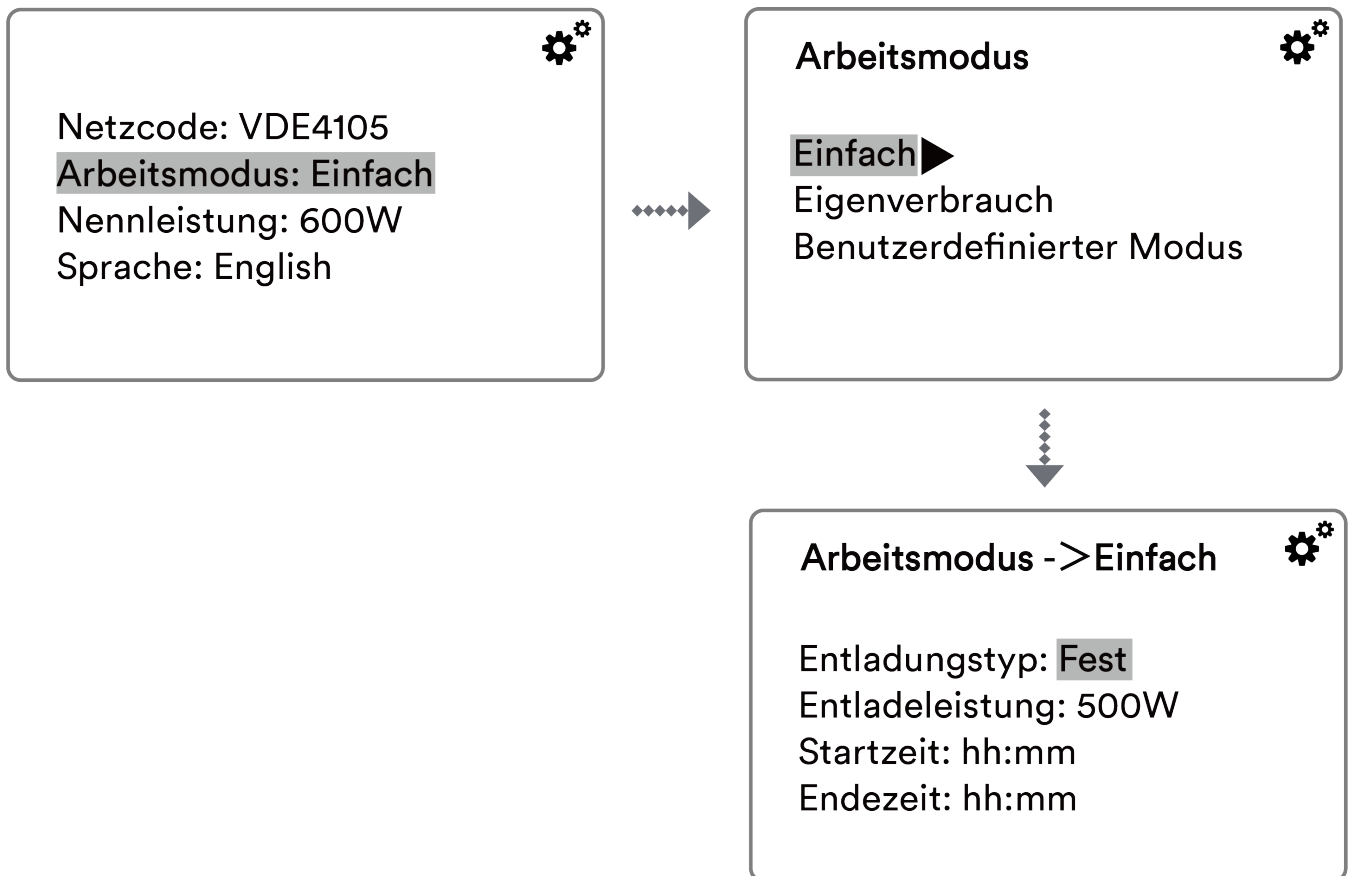 Netzcode: VDE4105
Arbeitsmodus: Einfach
Nennleistung: 600W
Sprache: English
Arbeitsmodus
Einfach
Eigenverbrauch
Benutzerdefinierter Modus
Arbeitsmodus ->Einfach
Entladungstyp: Fest
Entladeleistung: 500W
Startzeit: hh:mm
Endezeit: hh:mm